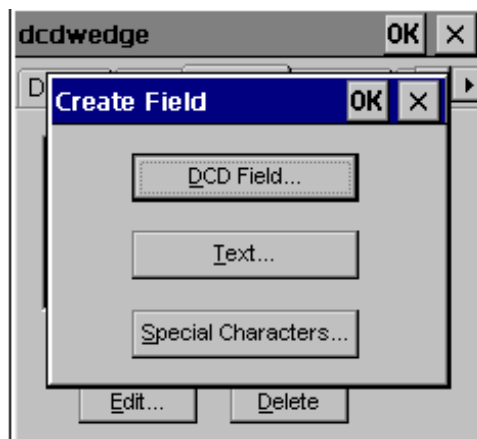 dcdwedge OK
D
Create Field OK
DCD Field...
Text...
Special Characters...
Edit... Delete